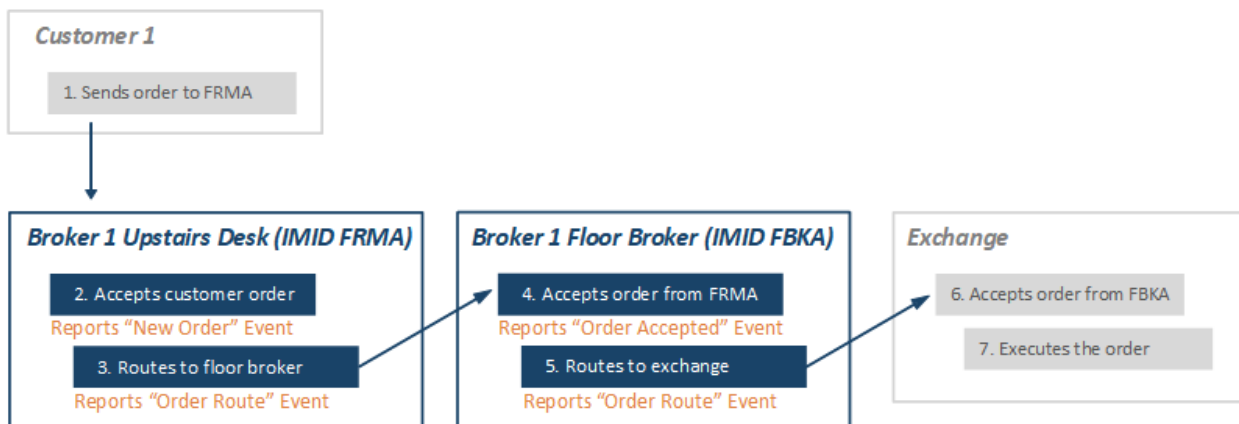 Customer 1
1. Sends order to FRMA
Broker 1 Upstairs Desk (IMID FRMA)
2. Accepts customer order
Reports “New Order” Event
3. Routes to floor broker
Reports “Order Route” Event
Broker 1 Floor Broker (IMID FBKA)
4. Accepts order from FRMA
Reports “Order Accepted” Event
5. Routes to exchange
Reports “Order Route” Event
Exchange
6. Accepts order from FBKA
7. Executes the order